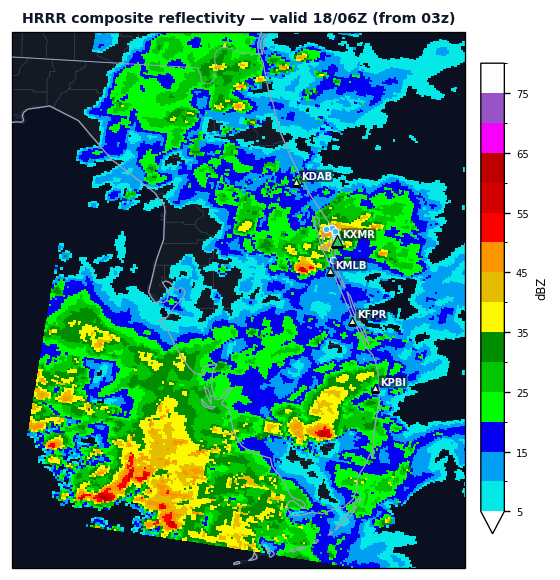 HRRR composite reflectivity — valid 18/06Z (from 03z)
KDAB
KXMR
KMLB
KFPR
KPBI
75
65
55
45
35
25
15
5
dBZ